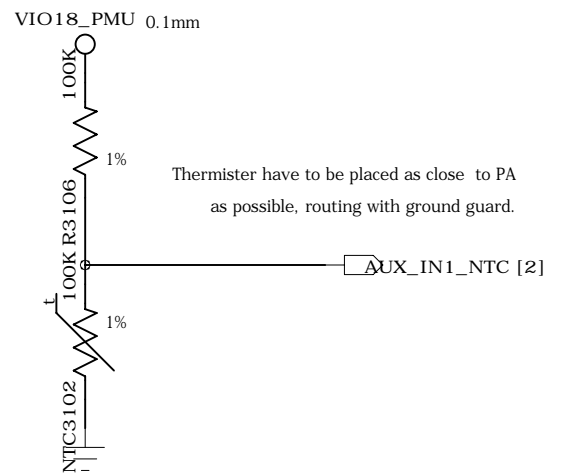 VIO18_PMU 0.1mm
100K
1%
R3106
Thermister have to be placed as close to PA
as possible, routing with ground guard.
AUX_IN1_NTC [2]
100K
t
1%
NTC3102